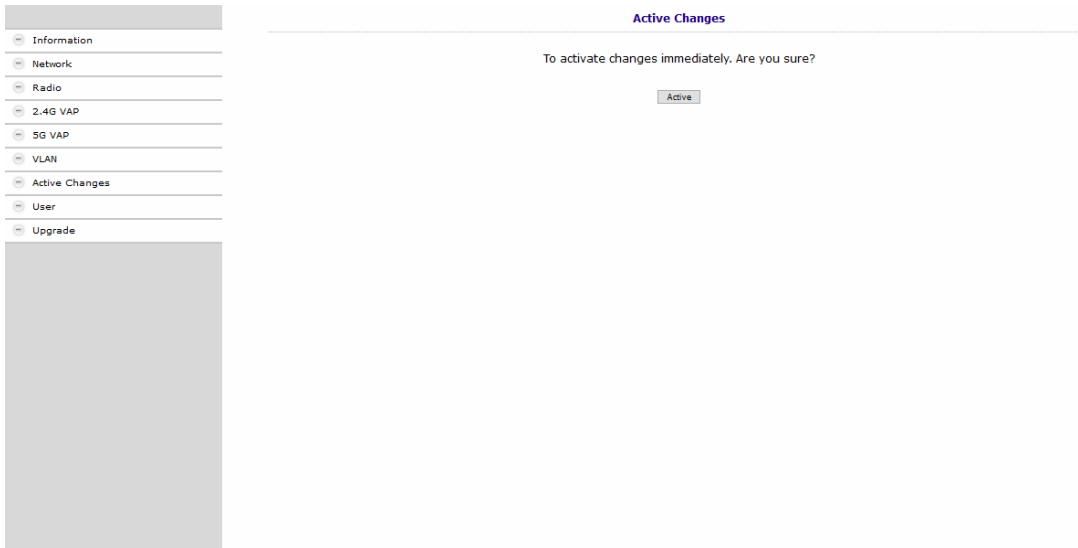 Information
Network
Radio
2.4G VAP
5G VAP
VLAN
Active Changes
User
Upgrade
Active Changes
To activate changes immediately. Are you sure?
Active